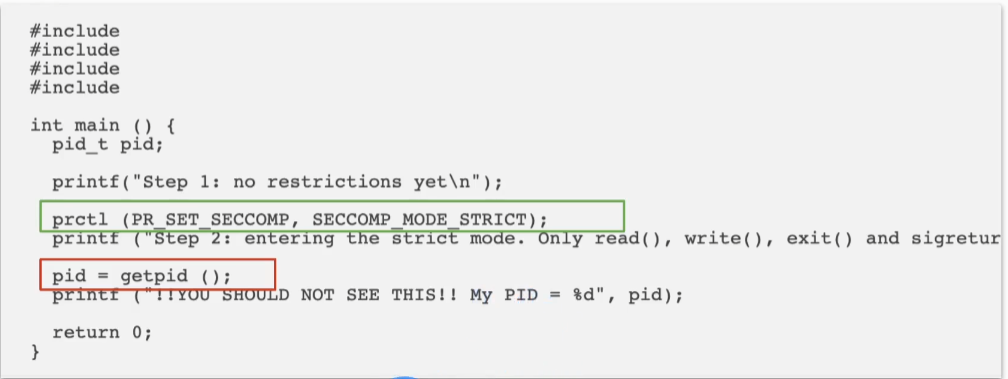 #include
#include
#include
#include
int main () {
pid_t pid;
printf("Step 1: no restrictions yet\n");
prctl (PR_SET_SECCOMP, SECCOMP_MODE_STRICT);
printf ("Step 2: entering the strict mode. Only read(), write(), exit() and sigretur
pid = getpid ();
printf ("!!YOU SHOULD NOT SEE THIS!! My PID = %d", pid);
return 0;
}